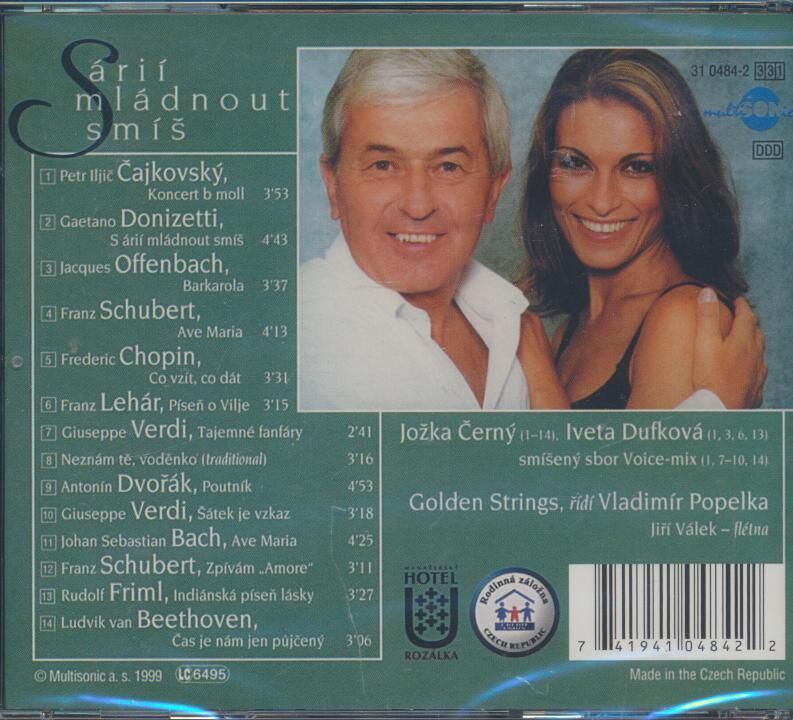 Sárií
mládnout
smíš
1 Petr Iljič Čajkovský,
Koncert b moll 3'53
2 Gaetano Donizetti,
S árií mládnout smíš 4'43
3 Jacques Offenbach,
Barkarola 3'37
4 Franz Schubert,
Ave Maria 4'13
5 Frederic Chopin,
Co vzít, co dát 3'31
6 Franz Lehár, Píseň o Vilje 3'15
7 Giuseppe Verdi, Tajemné fanfáry 2'41
8 Neznám tě, voděnko (traditional) 3'16
9 Antonín Dvořák, Poutník 4'53
10 Giuseppe Verdi, Šátek je vzkaz 3'18
11 Johan Sebastian Bach, Ave Maria 4'25
12 Franz Schubert, Zpívám „Amore“ 3'11
13 Rudolf Friml, Indiánská píseň lásky 3'27
14 Ludvik van Beethoven,
Čas je nám jen půjčený 3'06
© Multisonic a. s. 1999 LC 6495
31 0484-2 331
multiSONic
DDD
Jožka Černý (1–14), Iveta Dufková (1, 3, 6, 13)
smíšený sbor Voice-mix (1, 7–10, 14)
Golden Strings, řídí Vladimír Popelka
Jiří Válek – flétna
MANAŽERSKÝ
HOTEL
ROZÁLKA
Rodinná záložna
CZECH REPUBLIC
7 41941 04842 2
Made in the Czech Republic